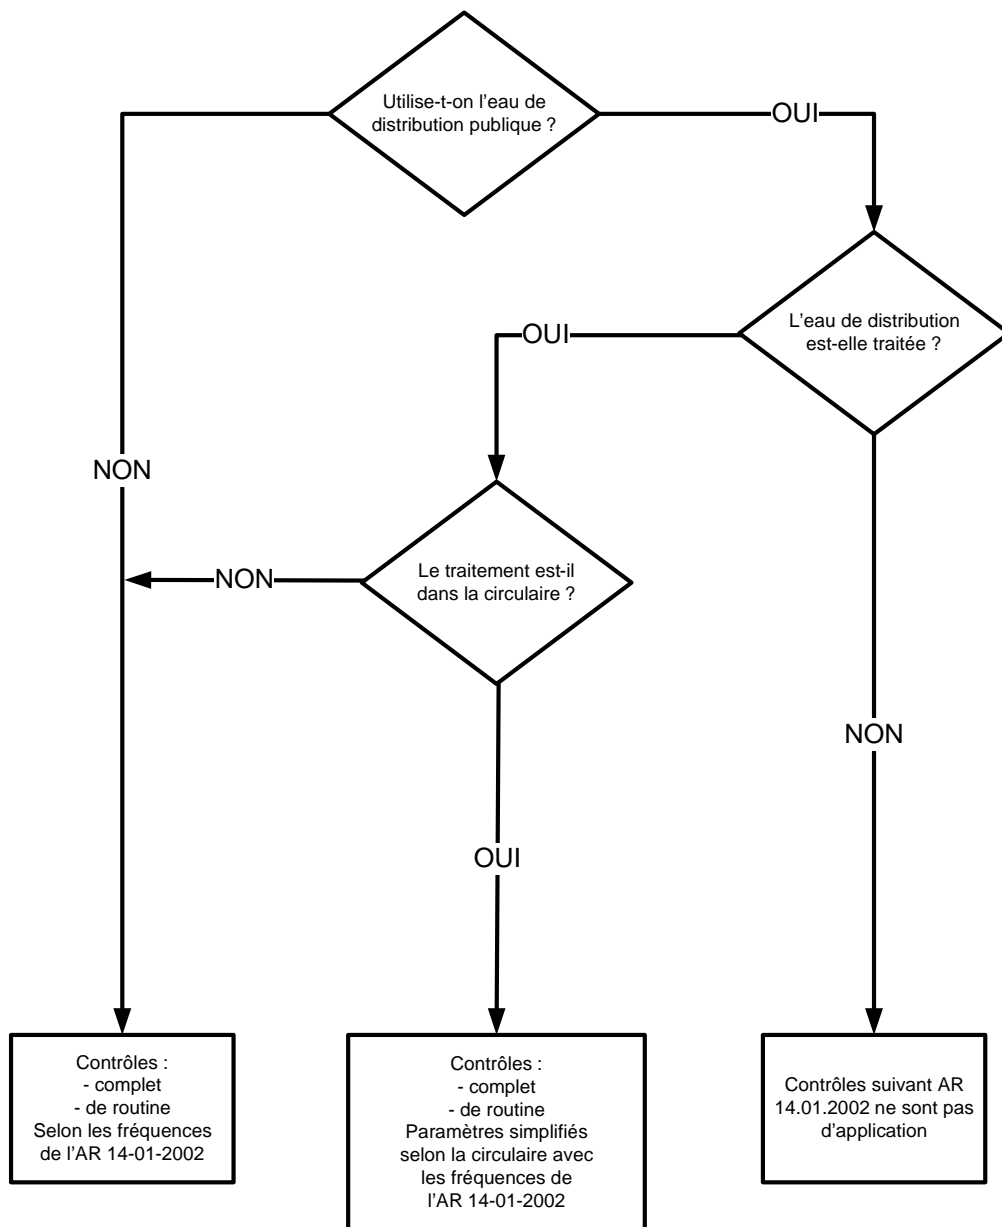 Utilise-t-on l'eau de
distribution publique ?
OUI
L'eau de distribution
est-elle traitée ?
OUI
NON
Le traitement est-il
dans la circulaire ?
NON
NON
OUI
Contrôles :
- complet
- de routine
Selon les fréquences
de l'AR 14-01-2002
Contrôles :
- complet
- de routine
Paramètres simplifiés
selon la circulaire avec
les fréquences de
l'AR 14-01-2002
Contrôles suivant AR
14.01.2002 ne sont pas
d'application